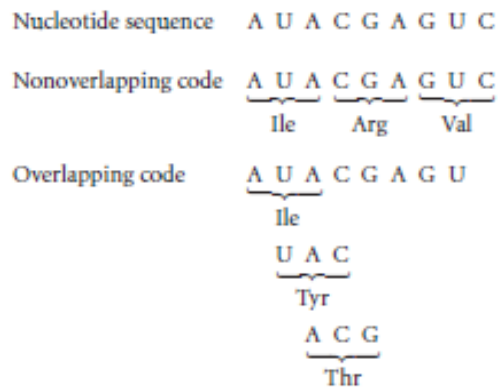 Nucleotide sequence A U A C G A G U C
Nonoverlapping code A U A C G A G U C
Ile Arg Val
Overlapping code A U A C G A G U
Ile
U A C
Tyr
A C G
Thr